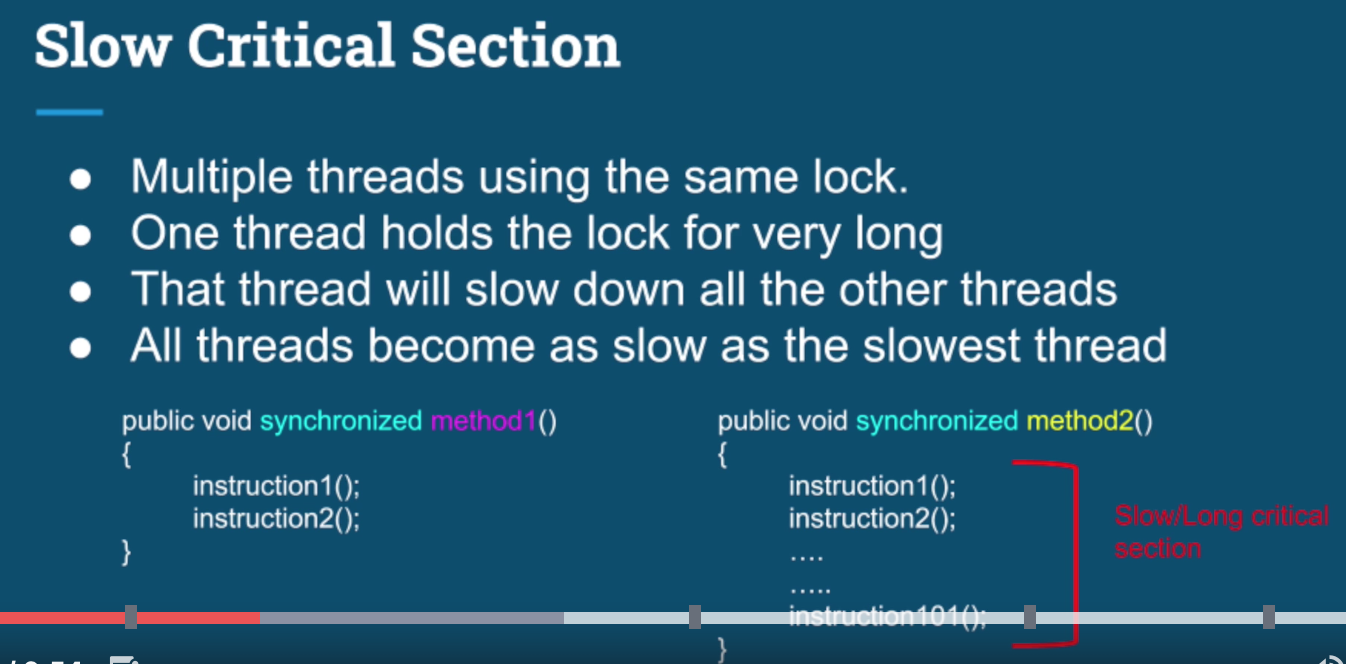 Slow Critical Section
● Multiple threads using the same lock.
● One thread holds the lock for very long
● That thread will slow down all the other threads
● All threads become as slow as the slowest thread
public void synchronized method1()
{
instruction1();
instruction2();
}
public void synchronized method2()
{
instruction1();
instruction2();
....
.....
instruction101();
}
Slow/Long critical
section